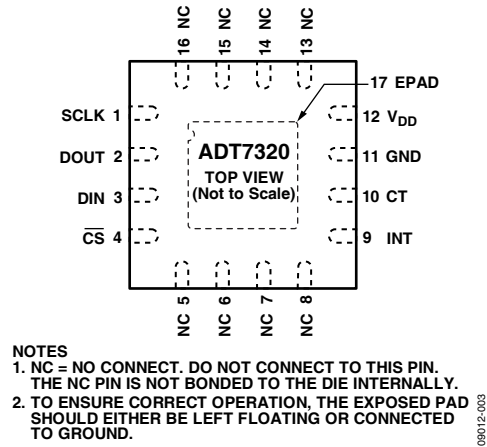 16 NC
15 NC
14 NC
13 NC
17 EPAD
SCLK 1
DOUT 2
DIN 3
CS 4
ADT7320
TOP VIEW
(Not to Scale)
12 VDD
11 GND
10 CT
9 INT
NC 5
NC 6
NC 7
NC 8
NOTES
1. NC = NO CONNECT. DO NOT CONNECT TO THIS PIN.
THE NC PIN IS NOT BONDED TO THE DIE INTERNALLY.
2. TO ENSURE CORRECT OPERATION, THE EXPOSED PAD
SHOULD EITHER BE LEFT FLOATING OR CONNECTED
TO GROUND.
09012-003